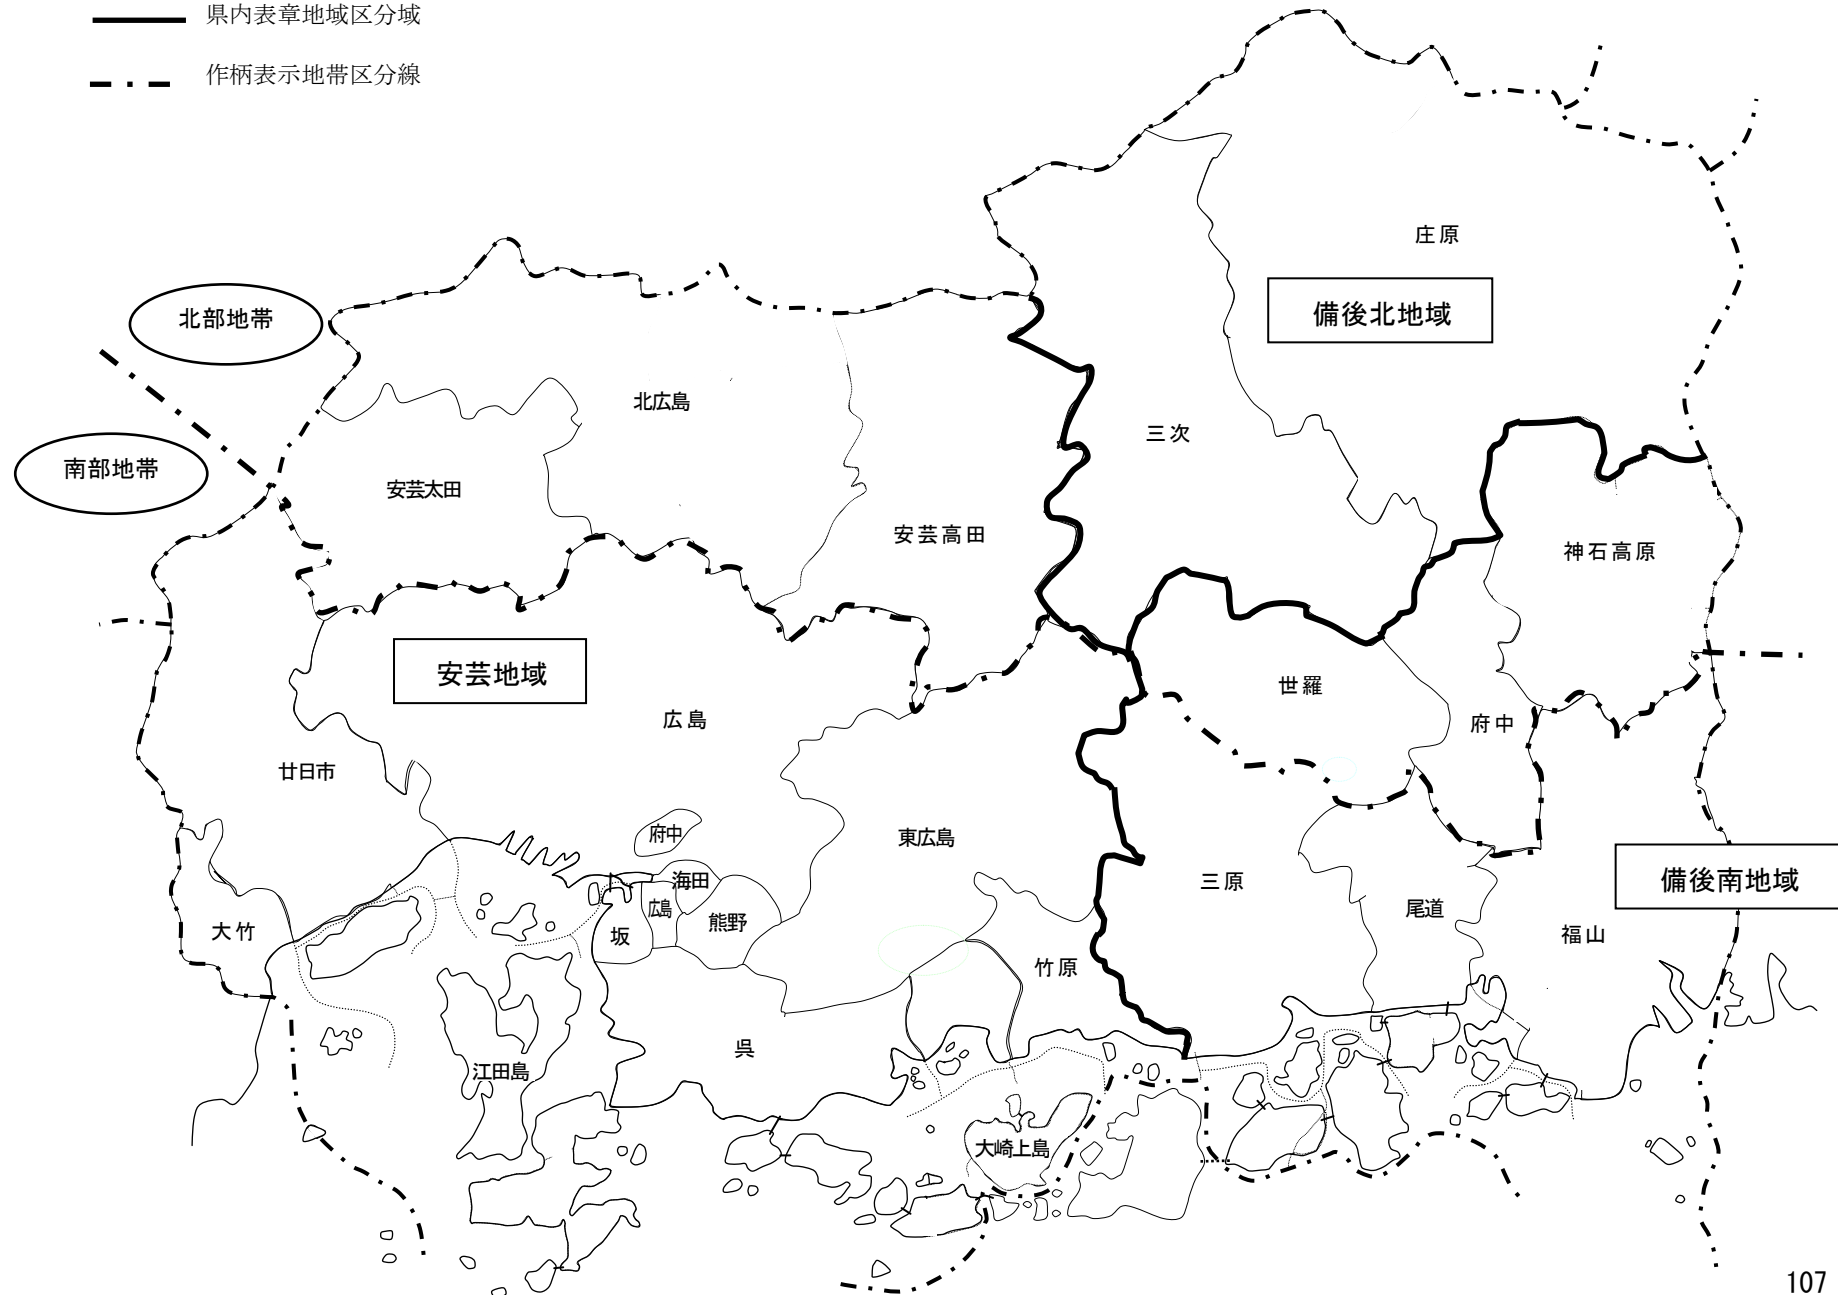 県内表章地域区分域
作柄表示地帯区分線
庄原
備後北地域
北部地帯
北広島
三次
南部地帯
安芸太田
安芸高田
神石高原
安芸地域
世羅
広島
府中
廿日市
府中
東広島
海田
三原
備後南地域
広島
尾道
熊野
大竹
坂
福山
竹原
呉
江田島
大崎上島
107